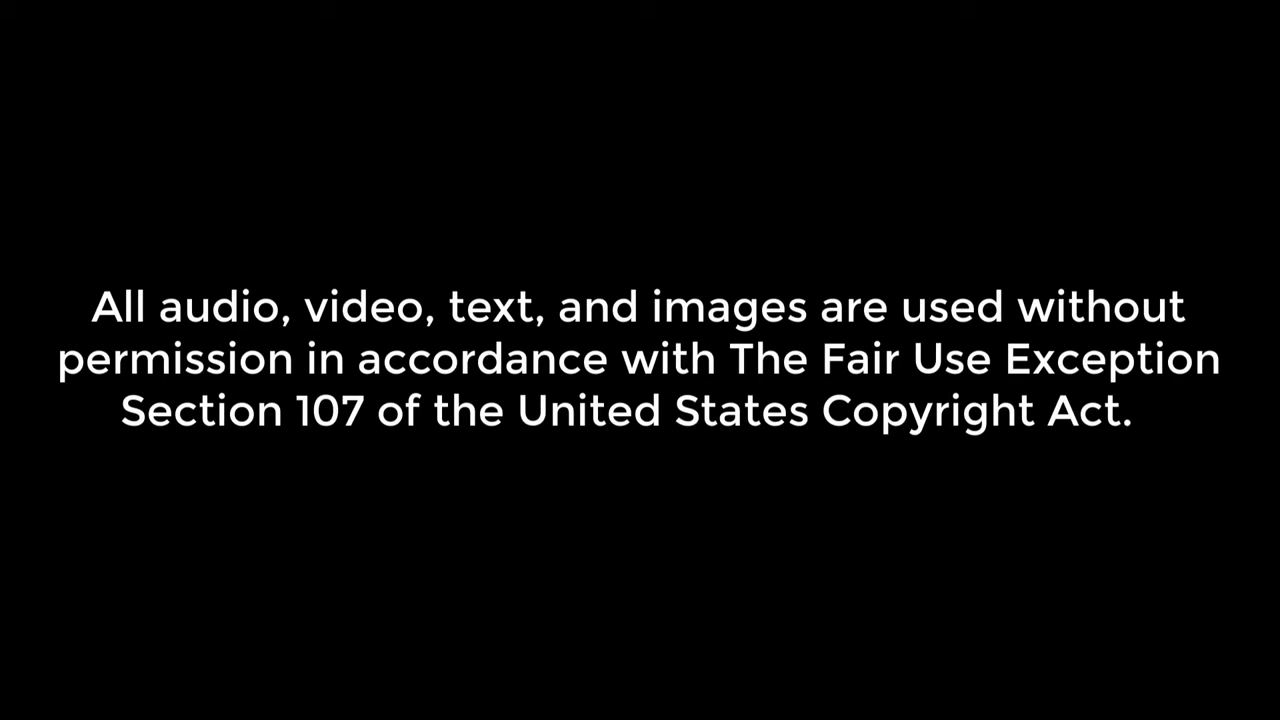 All audio, video, text, and images are used without
permission in accordance with The Fair Use Exception
Section 107 of the United States Copyright Act.